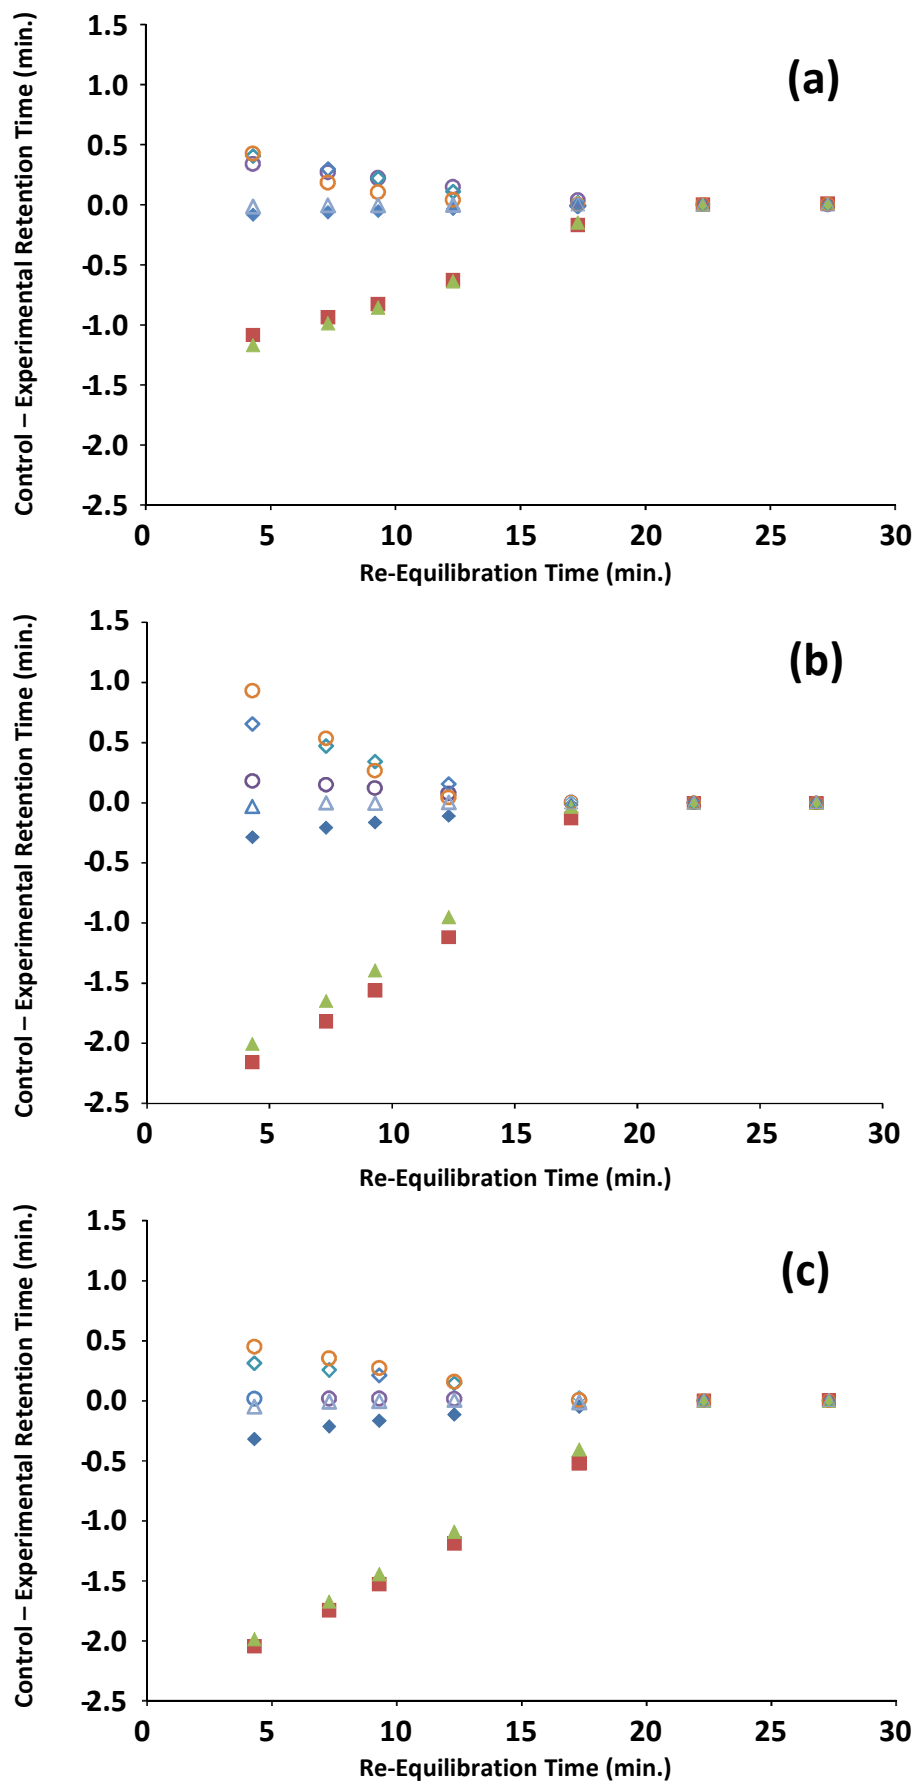 Control – Experimental Retention Time (min.)
1.5
(a)
1.0
0.5
0.0
-0.5
-1.0
-1.5
-2.0
-2.5
0 5 10 15 20 25 30
Re-Equilibration Time (min.)
Control – Experimental Retention Time (min.)
1.5
(b)
1.0
0.5
0.0
-0.5
-1.0
-1.5
-2.0
-2.5
0 5 10 15 20 25 30
Re-Equilibration Time (min.)
Control – Experimental Retention Time (min.)
1.5
(c)
1.0
0.5
0.0
-0.5
-1.0
-1.5
-2.0
-2.5
0 5 10 15 20 25 30
Re-Equilibration Time (min.)